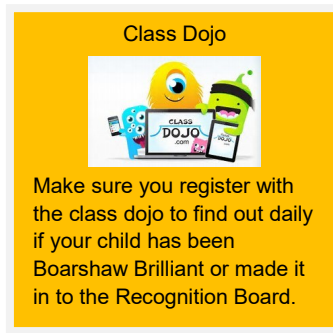 Class Dojo
CLASS
DOJO
.com
Make sure you register with
the class dojo to find out daily
if your child has been
Boarshaw Brilliant or made it
in to the Recognition Board.